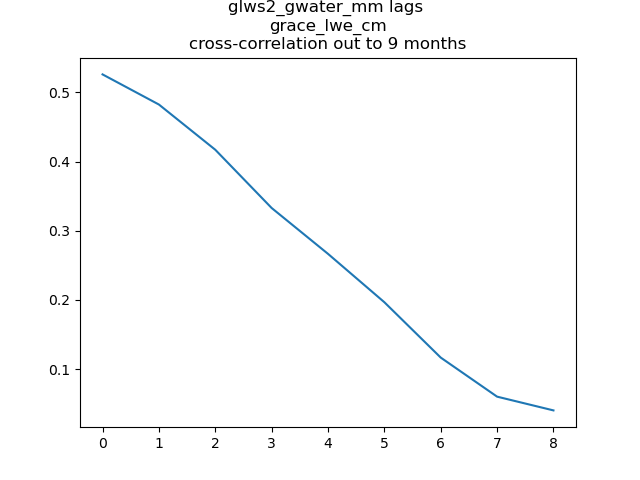 glws2_gwater_mm lags
grace_lwe_cm
cross-correlation out to 9 months
0.5
0.4
0.3
0.2
0.1
0 1 2 3 4 5 6 7 8